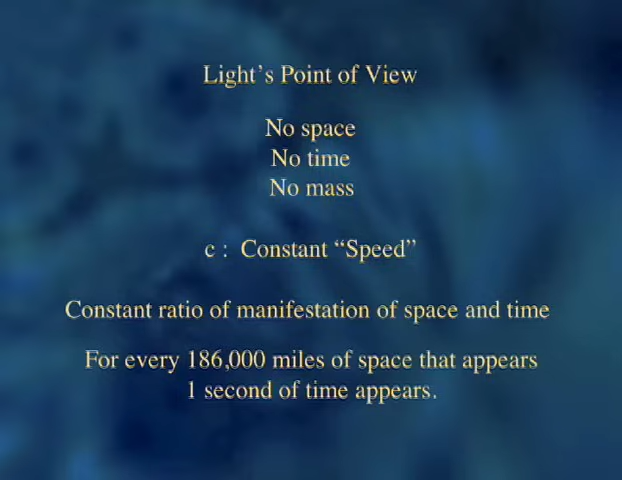 Light's Point of View
No space
No time
No mass
c : Constant “Speed”
Constant ratio of manifestation of space and time
For every 186,000 miles of space that appears
1 second of time appears.